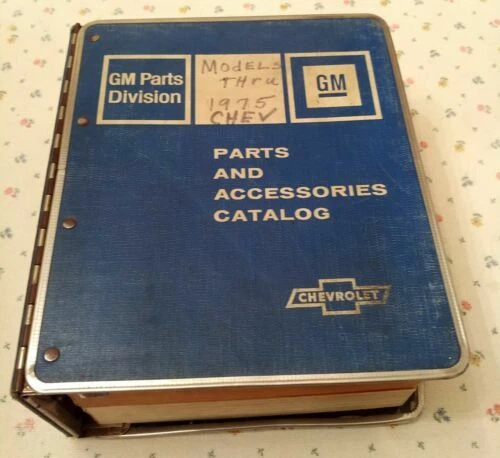 GM Parts
Division
MODELS
THRU
1975
CHEV
GM
PARTS
AND
ACCESSORIES
CATALOG
CHEVROLET